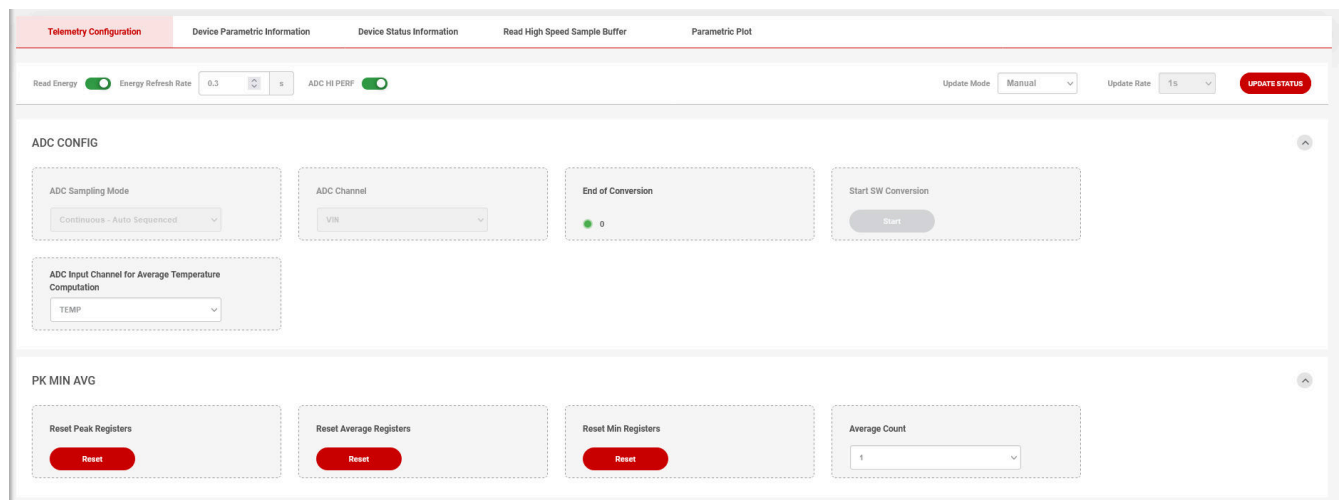 Telemetry Configuration Device Parametric Information Device Status Information Read High Speed Sample Buffer Parametric Plot
Read Energy Energy Refresh Rate 0.3 s ADC HI PERF Update Mode Manual Update Rate 1s UPDATE STATUS
ADC CONFIG
ADC Sampling Mode ADC Channel End of Conversion Start SW Conversion
Continuous - Auto Sequenced VIN 0 Start
ADC Input Channel for Average Temperature
Computation
TEMP
PK MIN AVG
Reset Peak Registers Reset Average Registers Reset Min Registers Average Count
Reset Reset Reset 1